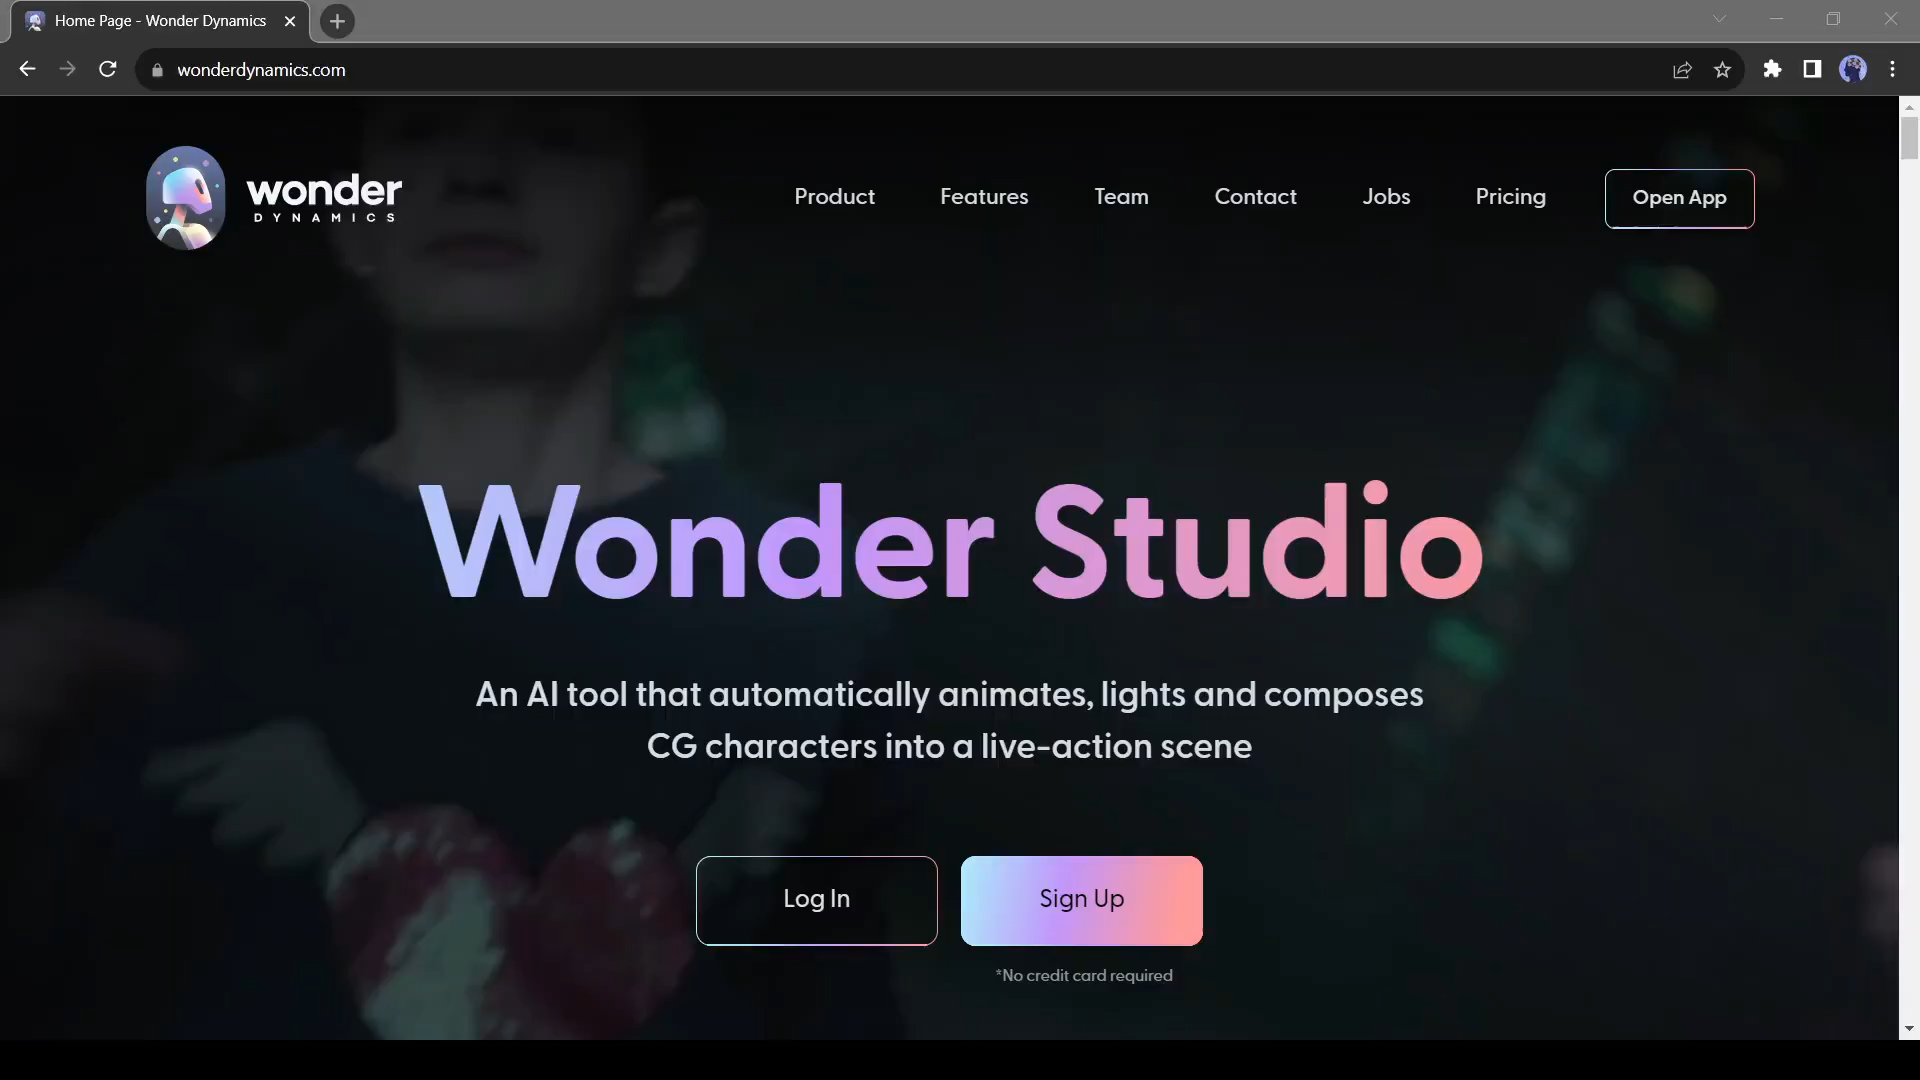 Home Page - Wonder Dynamics
wonderdynamics.com
wonder
DYNAMICS
Product
Features
Team
Contact
Jobs
Pricing
Open App
Wonder Studio
An AI tool that automatically animates, lights and composes
CG characters into a live-action scene
Log In
Sign Up
*No credit card required